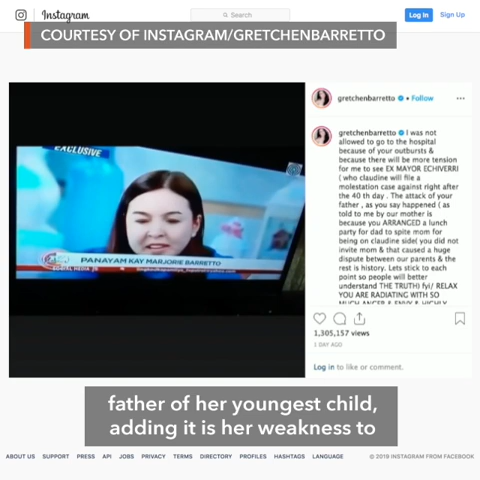 Instagram
Search
Log In
Sign Up
COURTESY OF INSTAGRAM/GRETCHENBARRETTO
EXCLUSIVE
PANAYAM KAY MARJORIE BARRETTO
SOCIAL MEDIA
gretchenbarretto • Follow
gretchenbarretto I was not
allowed to go to the hospital
because of your outbursts &
because there will be more tension
for me to see EX MAYOR ECHIVERRI
( who claudine will file a
molestation case against right after
the 40 th day . The attack of your
father , as you say happened ( as
told to me by our mother is
because you ARRANGED a lunch
party for dad to spite mom for
being on claudine side( you did not
invite mom & that caused a huge
dispute between our parents & the
rest is history. Lets stick to each
point so people will better
understand THE TRUTH) fyi/ RELAX
YOU ARE RADIATING WITH SO
MUCH ANGER & ENVY & HIGHLY
1,305,157 views
1 DAY AGO
Log in to like or comment.
father of her youngest child,
adding it is her weakness to
ABOUT US SUPPORT PRESS API JOBS PRIVACY TERMS DIRECTORY PROFILES HASHTAGS LANGUAGE
© 2019 INSTAGRAM FROM FACEBOOK